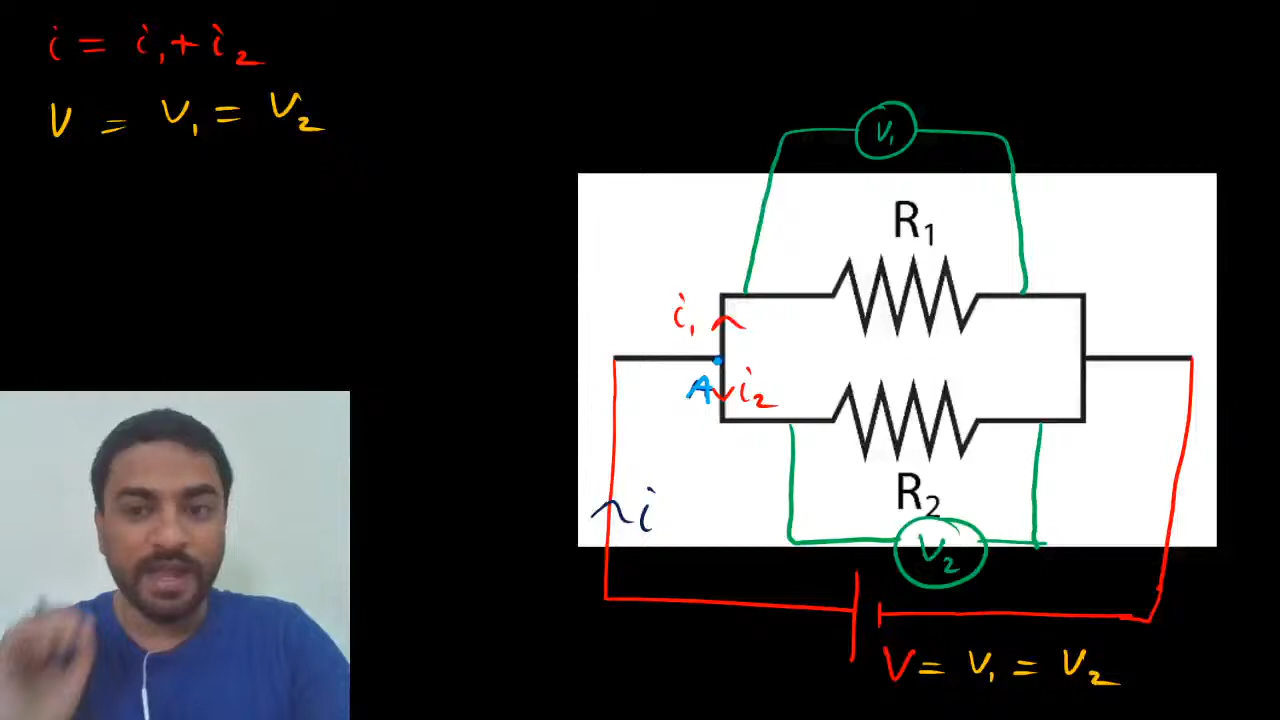 i = i₁ + i₂
V = V₁ = V₂
V₁
R₁
i₁
A
i₂
R₂
i
V₂
V = V₁ = V₂